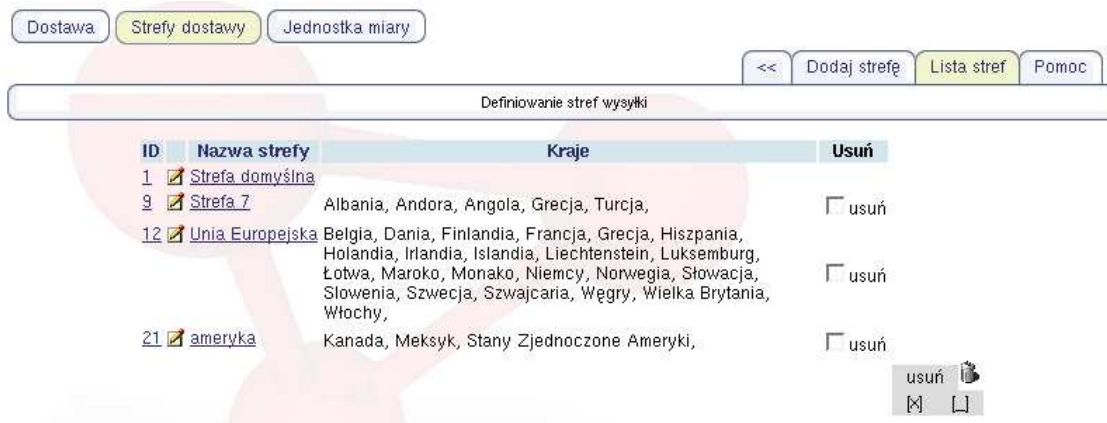 Dostawa Strefy dostawy Jednostka miary
<< Dodaj strefę Lista stref Pomoc
Definiowanie stref wysyłki
ID Nazwa strefy Kraje Usuń
1 Strefa domyślna
9 Strefa 7 Albania, Andora, Angola, Grecja, Turcja, usuń
12 Unia Europejska Belgia, Dania, Finlandia, Francja, Grecja, Hiszpania,
Holandia, Irlandia, Islandia, Liechtenstein, Luksemburg,
Łotwa, Maroko, Monako, Niemcy, Norwegia, Słowacja, usuń
Slowenia, Szwecja, Szwajcaria, Węgry, Wielka Brytania,
Włochy,
21 ameryka Kanada, Meksyk, Stany Zjednoczone Ameryki, usuń
usuń
[X] [_]